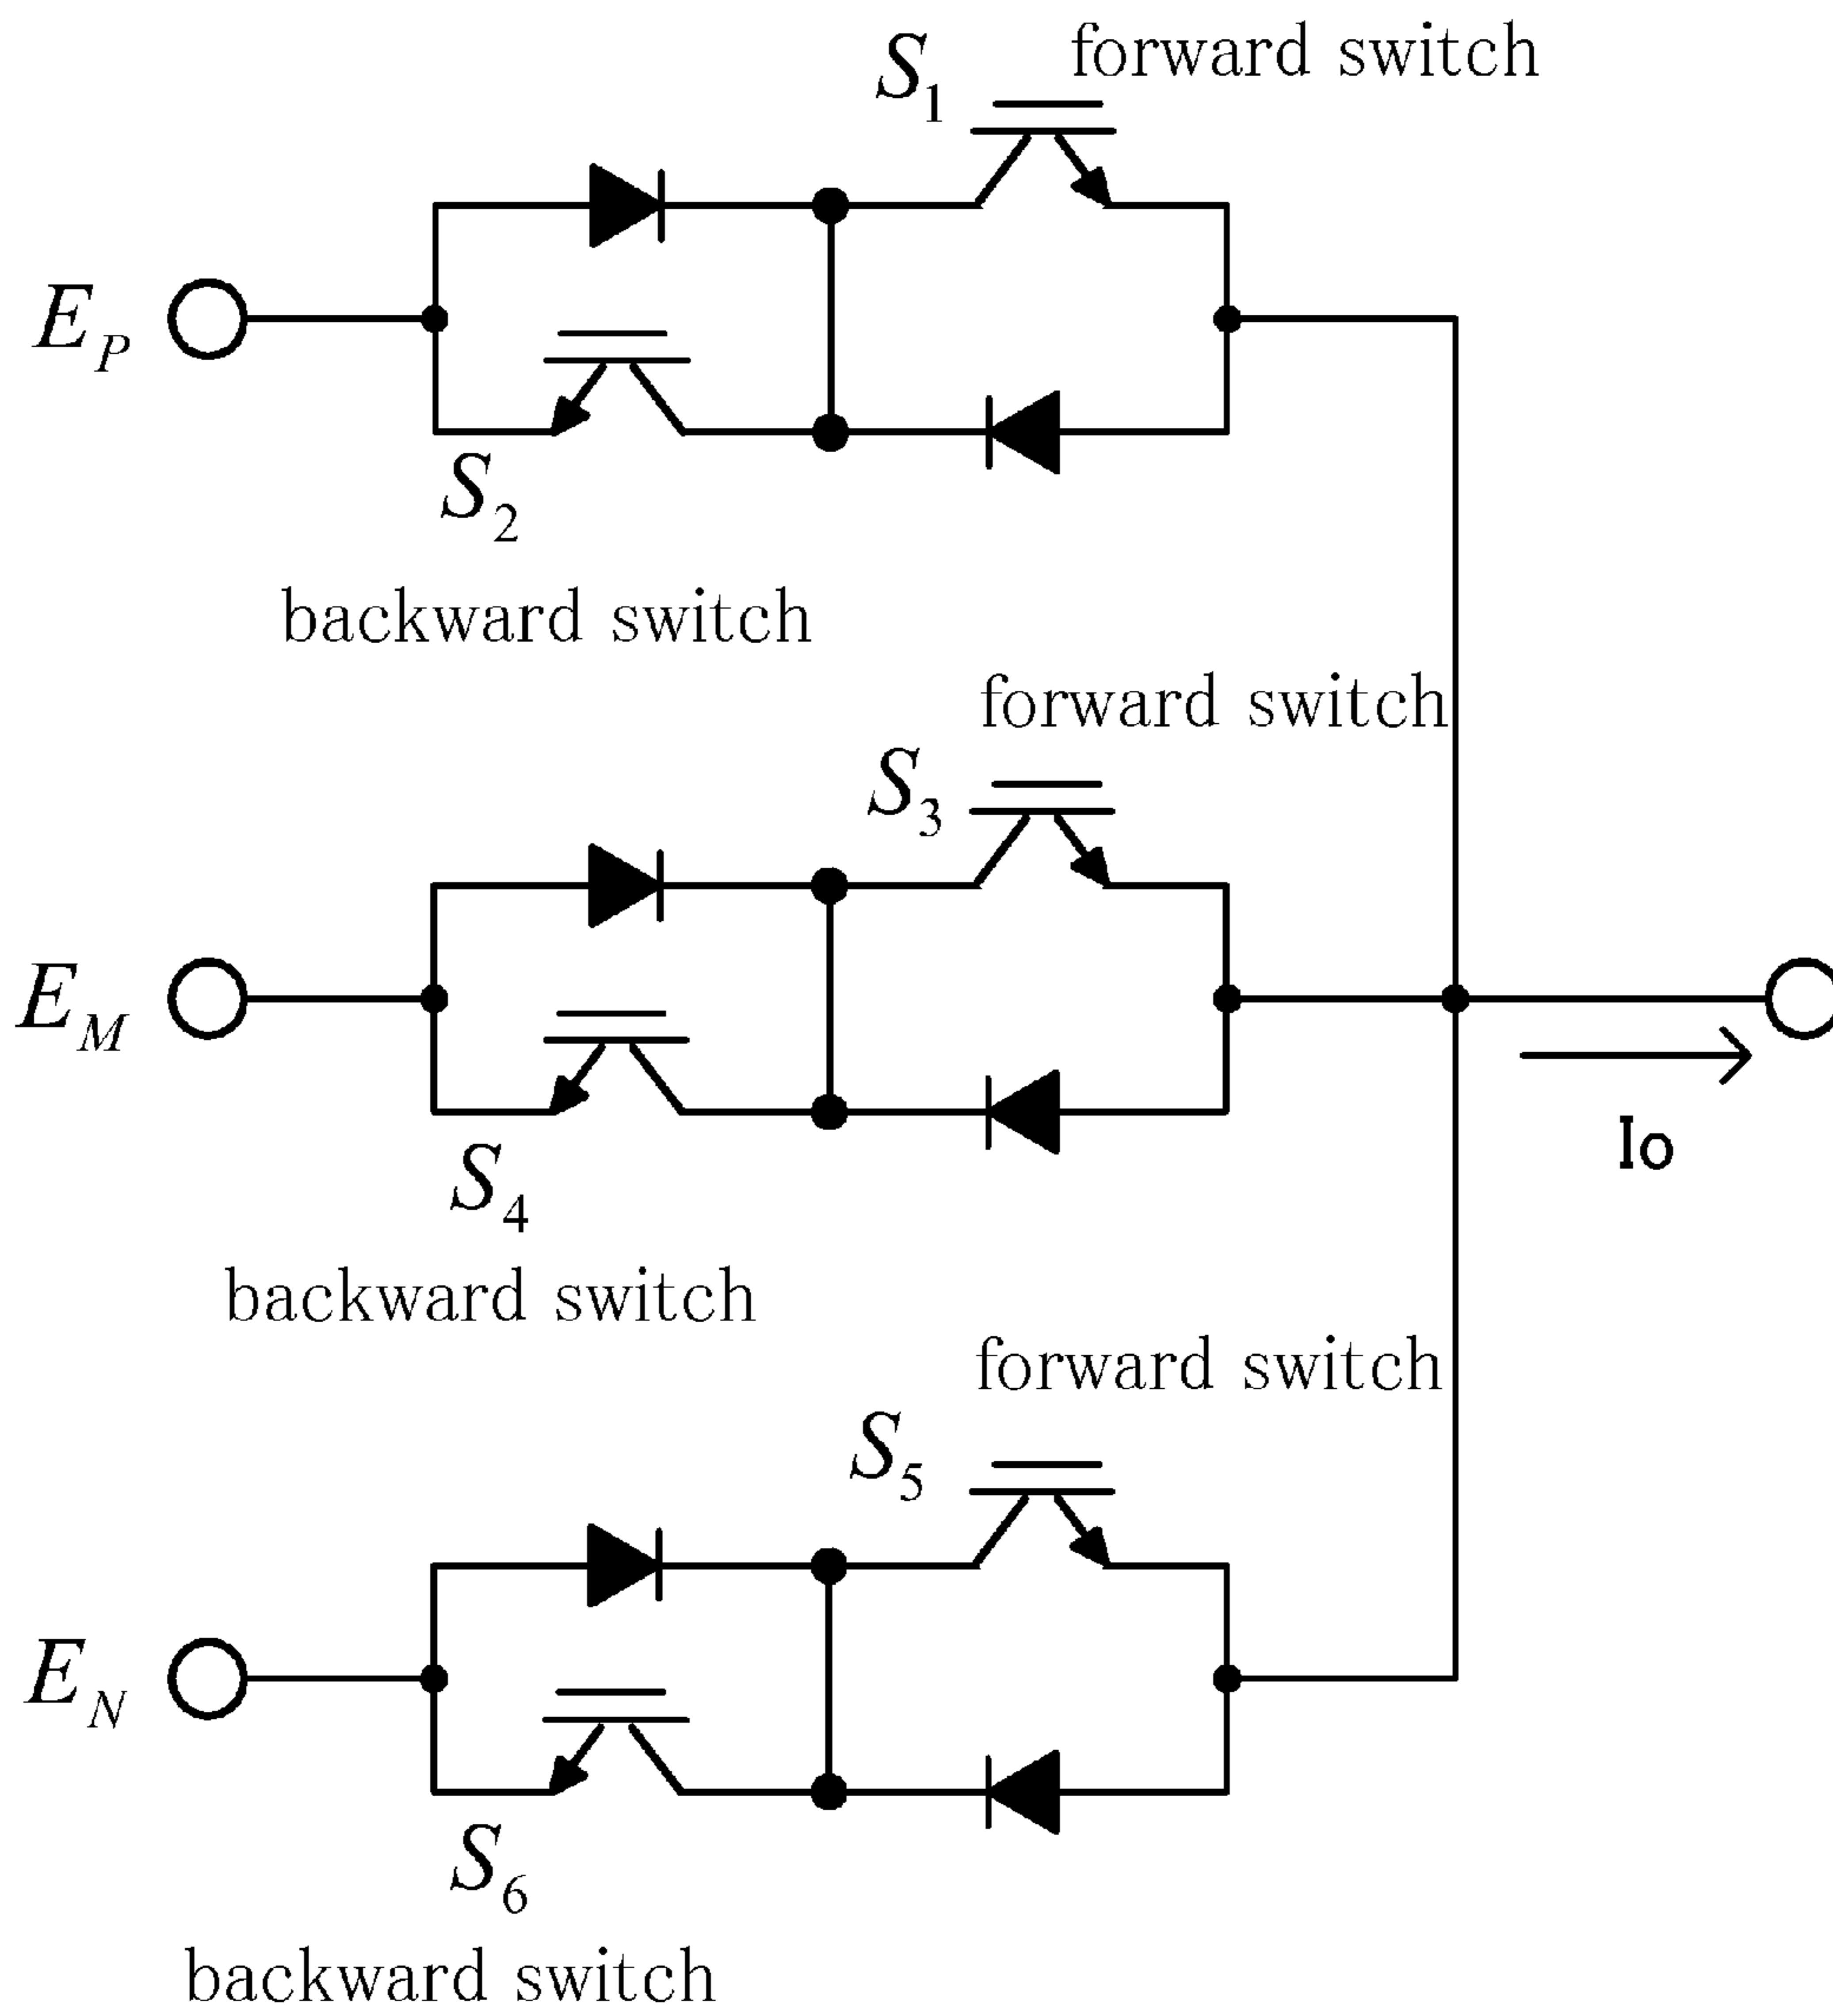 S1
forward switch
EP
S2
backward switch
forward switch
S3
EM
Io
S4
backward switch
forward switch
S5
EN
S6
backward switch